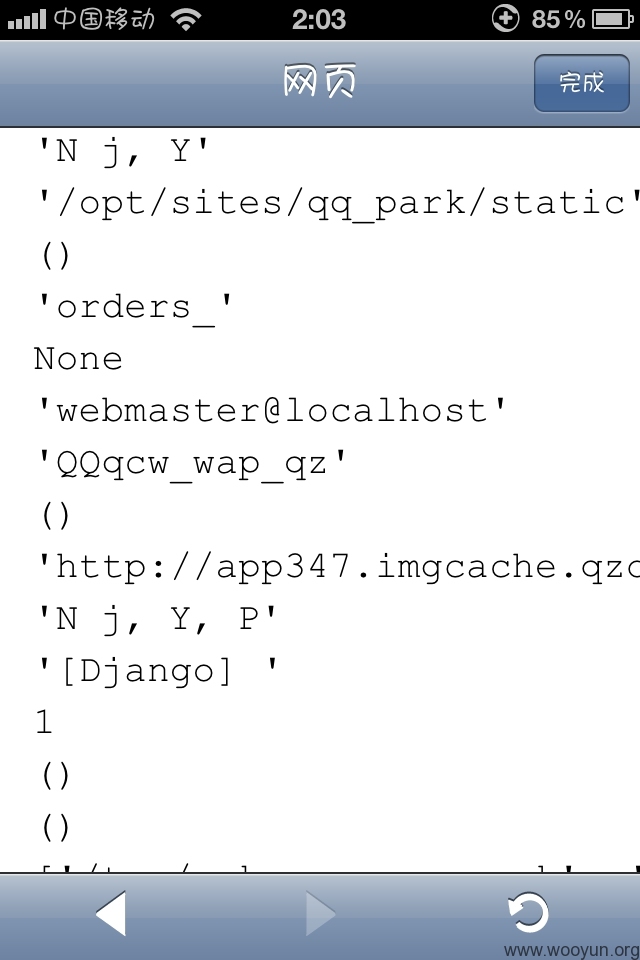 中国移动 2:03 85%
网页 完成
'N j, Y'
'/opt/sites/qq_park/static'
()
'orders_'
None
'webmaster@localhost'
'QQqcw_wap_qz'
()
'http://app347.imgcache.qzo
'N j, Y, P'
'[Django] '
1
()
()
www.wooyun.org